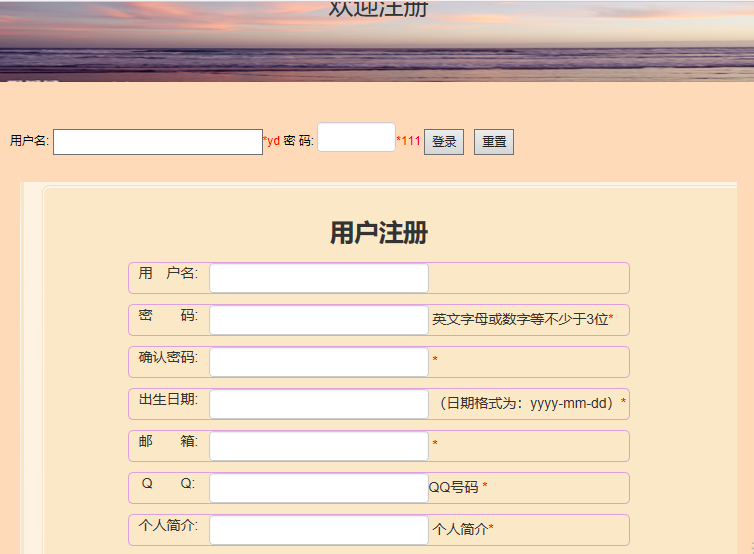 欢迎注册
用户名: *yd 密 码: *111 登录 重置
用户注册
用 户名:
密 码: 英文字母或数字等不少于3位*
确认密码: *
出生日期: （日期格式为：yyyy-mm-dd）*
邮 箱: *
Q Q: QQ号码 *
个人简介: 个人简介*